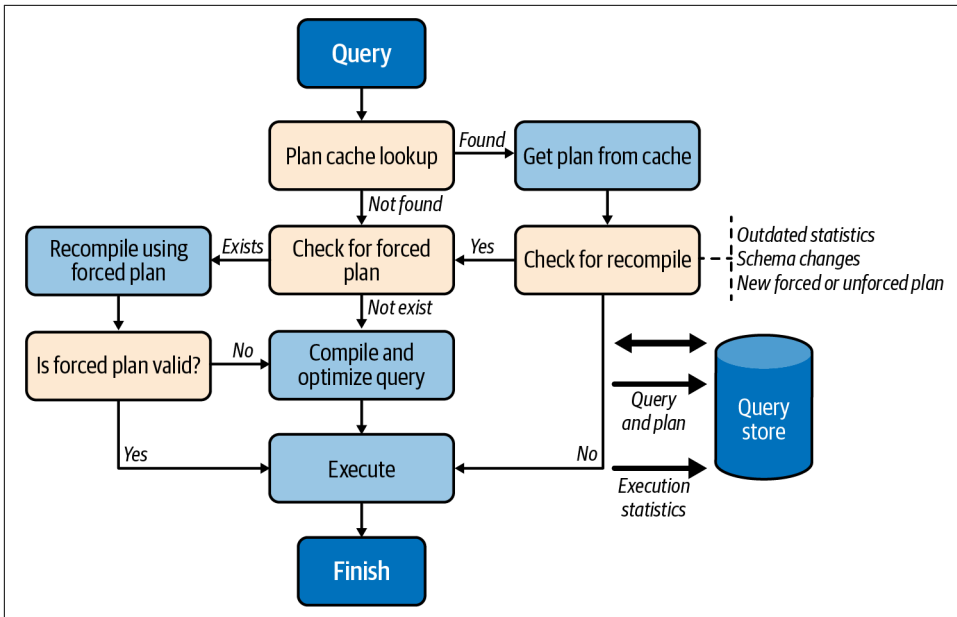 Query
Plan cache lookup
Found
Get plan from cache
Not found
Recompile using
forced plan
Exists
Check for forced
plan
Yes
Check for recompile
Outdated statistics
Schema changes
New forced or unforced plan
Not exist
Is forced plan valid?
No
Compile and
optimize query
Query
and plan
Query
store
Yes
Execute
No
Execution
statistics
Finish